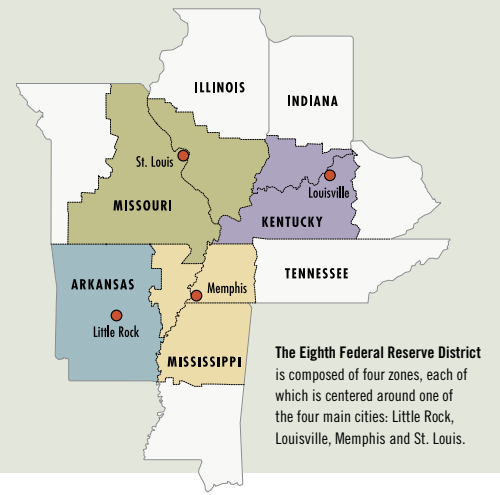 ILLINOIS
INDIANA
St. Louis
Louisville
MISSOURI
KENTUCKY
TENNESSEE
ARKANSAS
Memphis
Little Rock
MISSISSIPPI
The Eighth Federal Reserve District
is composed of four zones, each of
which is centered around one of
the four main cities: Little Rock,
Louisville, Memphis and St. Louis.